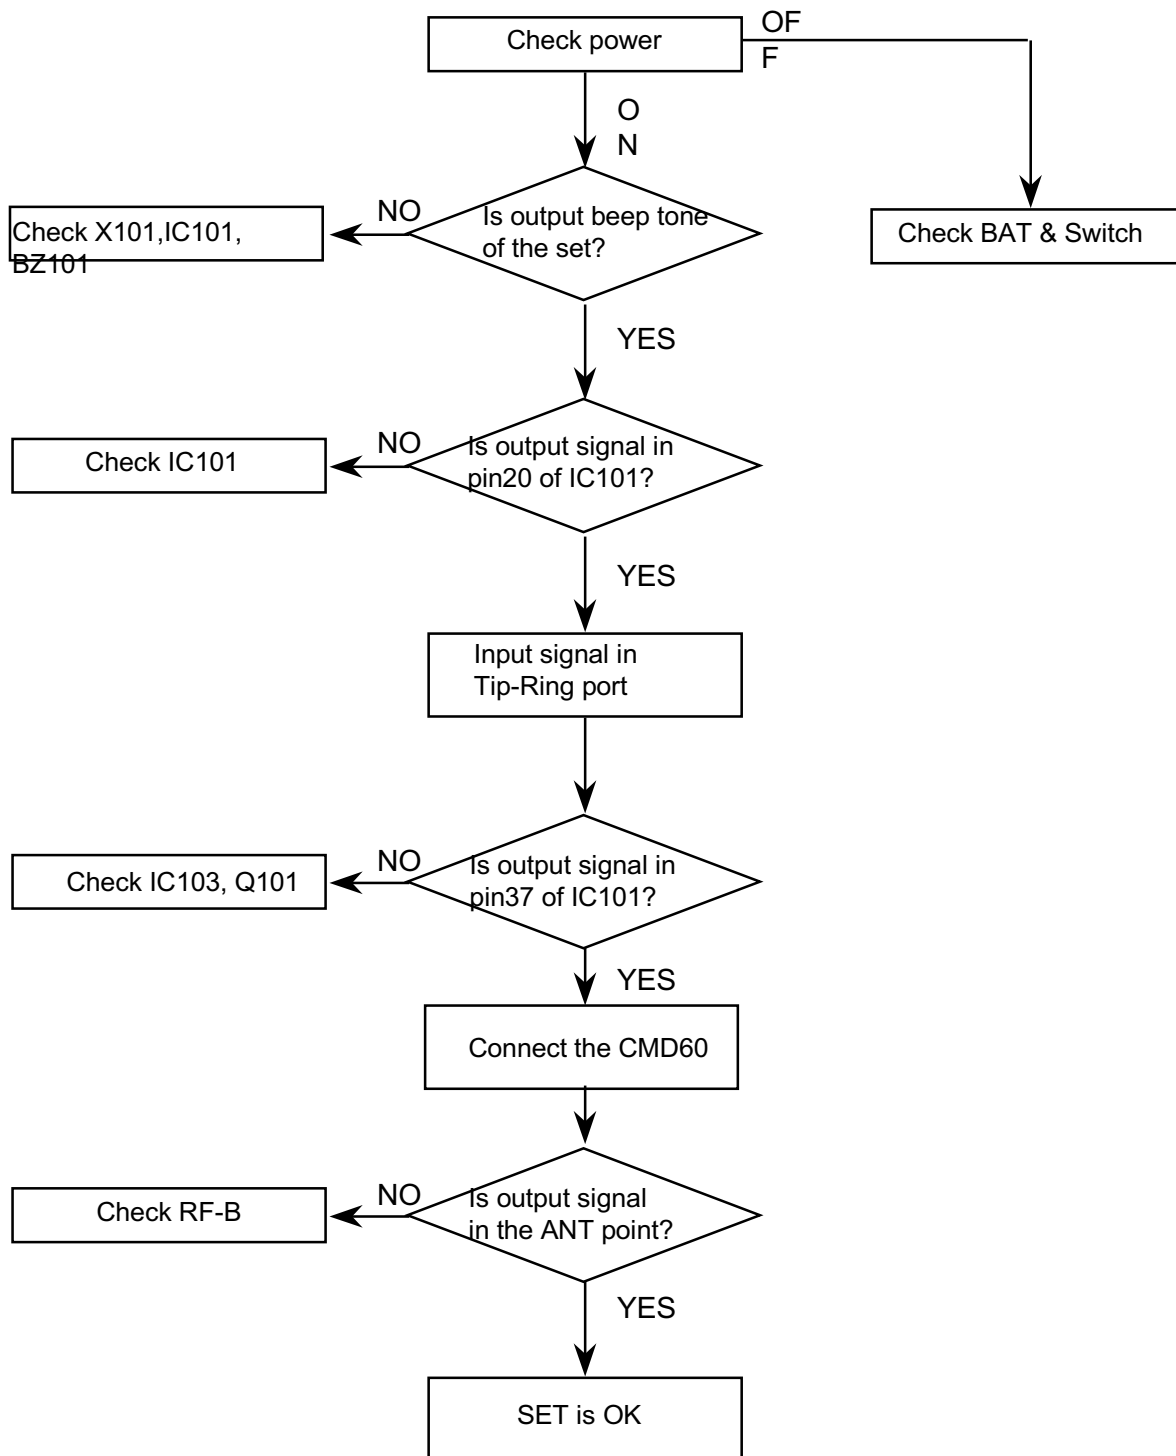 Check power
OF
F
O
N
Is output beep tone
of the set?
NO
Check X101,IC101,
BZ101
Check BAT & Switch
YES
Is output signal in
pin20 of IC101?
NO
Check IC101
YES
Input signal in
Tip-Ring port
Is output signal in
pin37 of IC101?
NO
Check IC103, Q101
YES
Connect the CMD60
Is output signal
in the ANT point?
NO
Check RF-B
YES
SET is OK